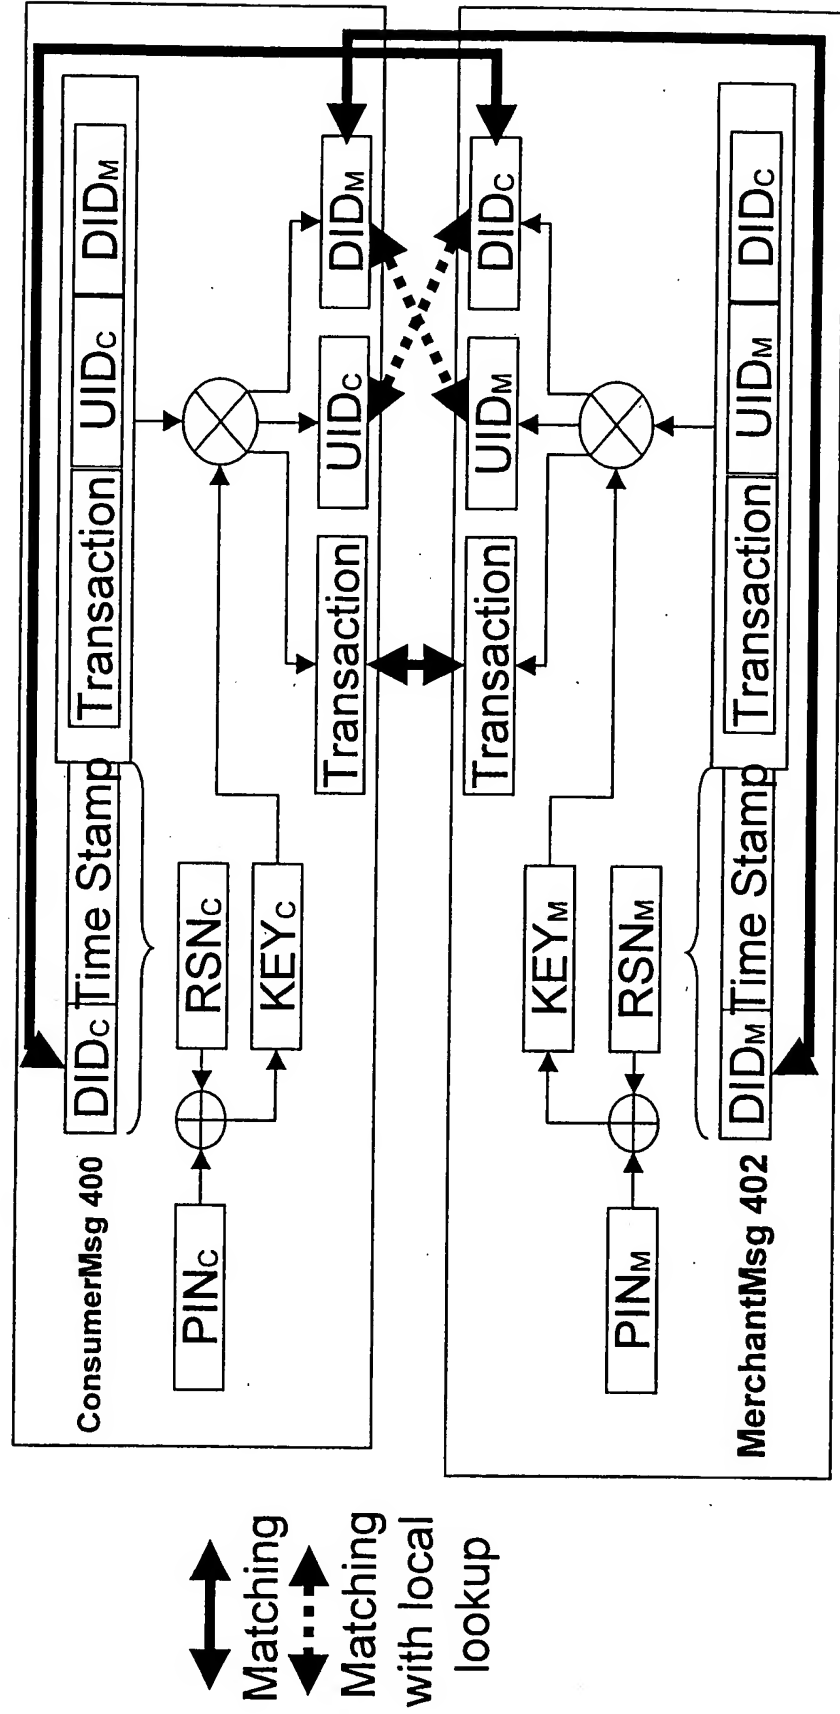 ConsumerMsg 400
DIDC Time Stamp Transaction UIDC DIDM
PINC
RSNC
KEYC
Transaction UIDC DIDM
Transaction UIDM DIDC
KEYM
RSNM
PINM
DIDM Time Stamp Transaction UIDM DIDC
MerchantMsg 402
Matching
Matching
with local
lookup